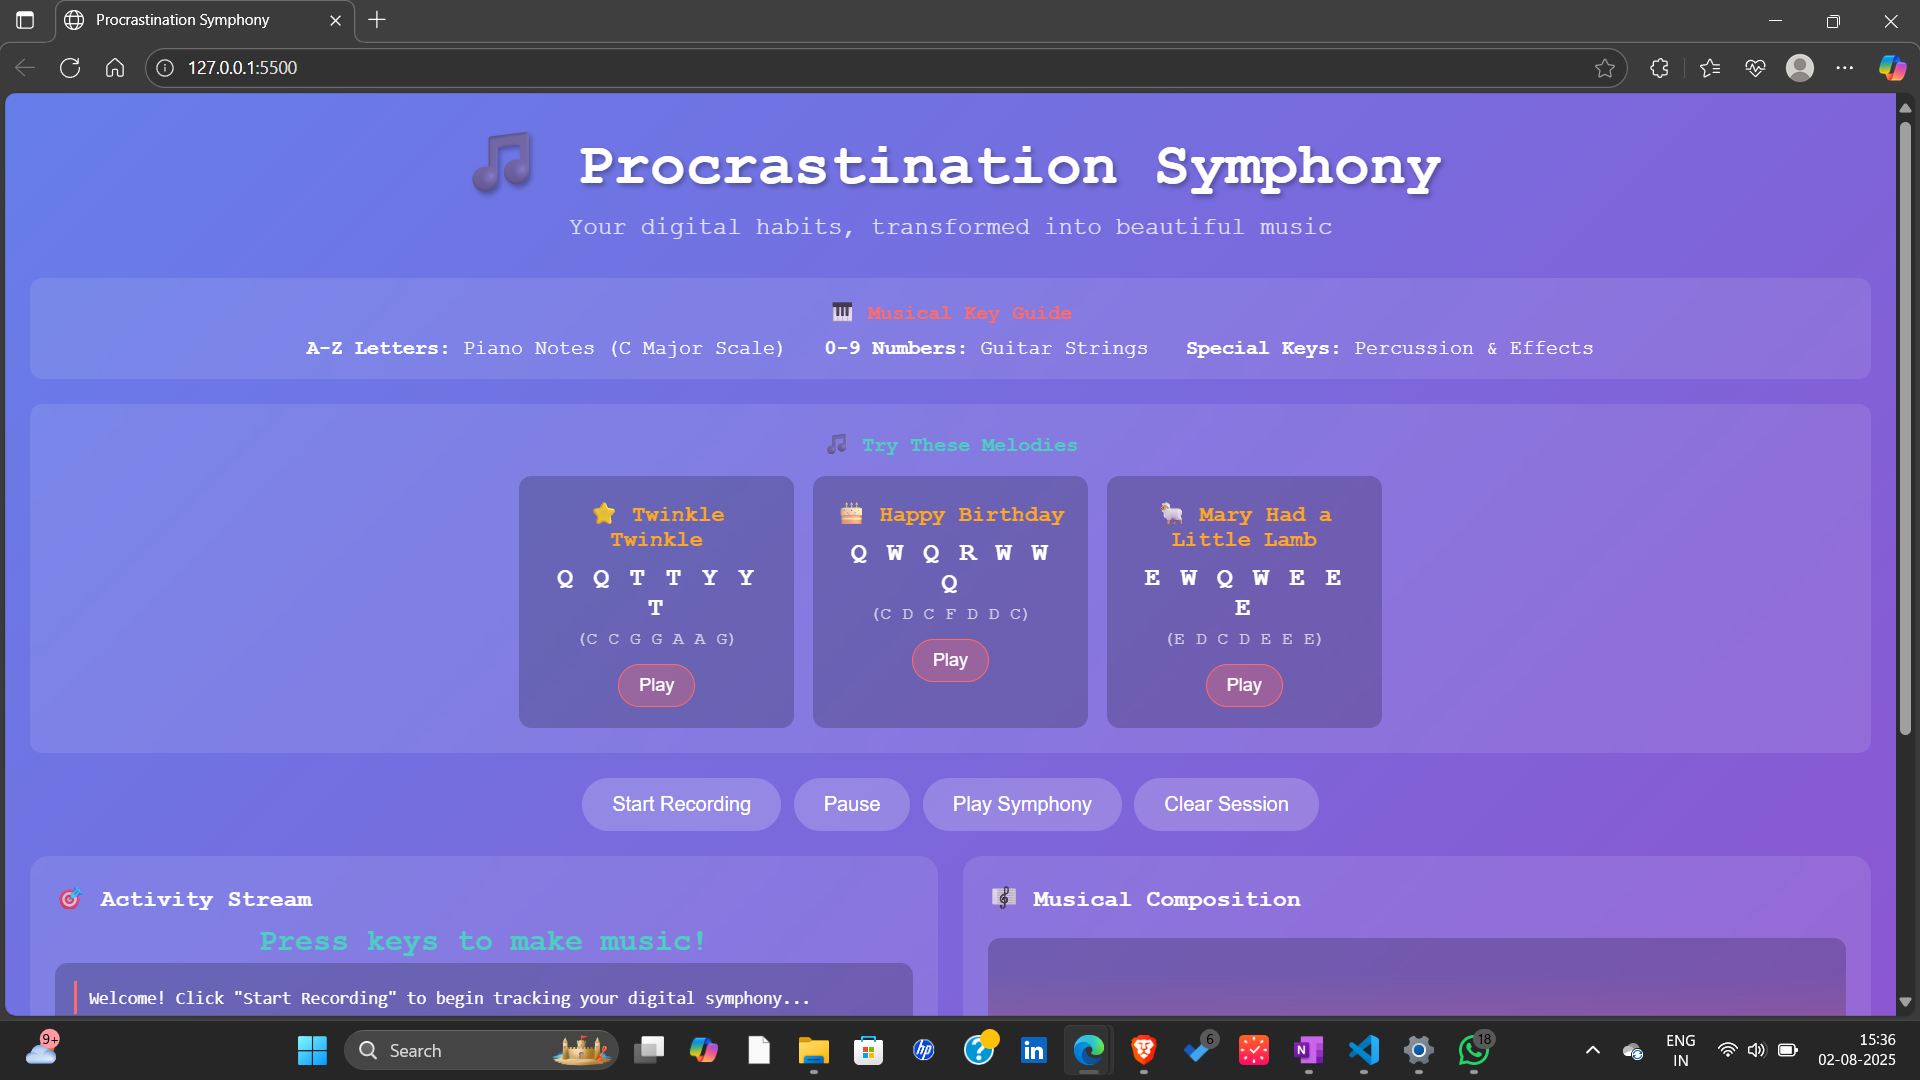 Procrastination Symphony
127.0.0.1:5500
Procrastination Symphony
Your digital habits, transformed into beautiful music
Musical Key Guide
A-Z Letters: Piano Notes (C Major Scale) 0-9 Numbers: Guitar Strings Special Keys: Percussion & Effects
Try These Melodies
Twinkle
Twinkle
Q Q T T Y Y
T
(C C G G A A G)
Play
Happy Birthday
Q W Q R W W
Q
(C D C F D D C)
Play
Mary Had a
Little Lamb
E W Q W E E
E
(E D C D E E E)
Play
Start Recording Pause Play Symphony Clear Session
Activity Stream
Press keys to make music!
Welcome! Click "Start Recording" to begin tracking your digital symphony...
Musical Composition
9+
Search
hp
in
6
N
18
ENG
IN
15:36
02-08-2025